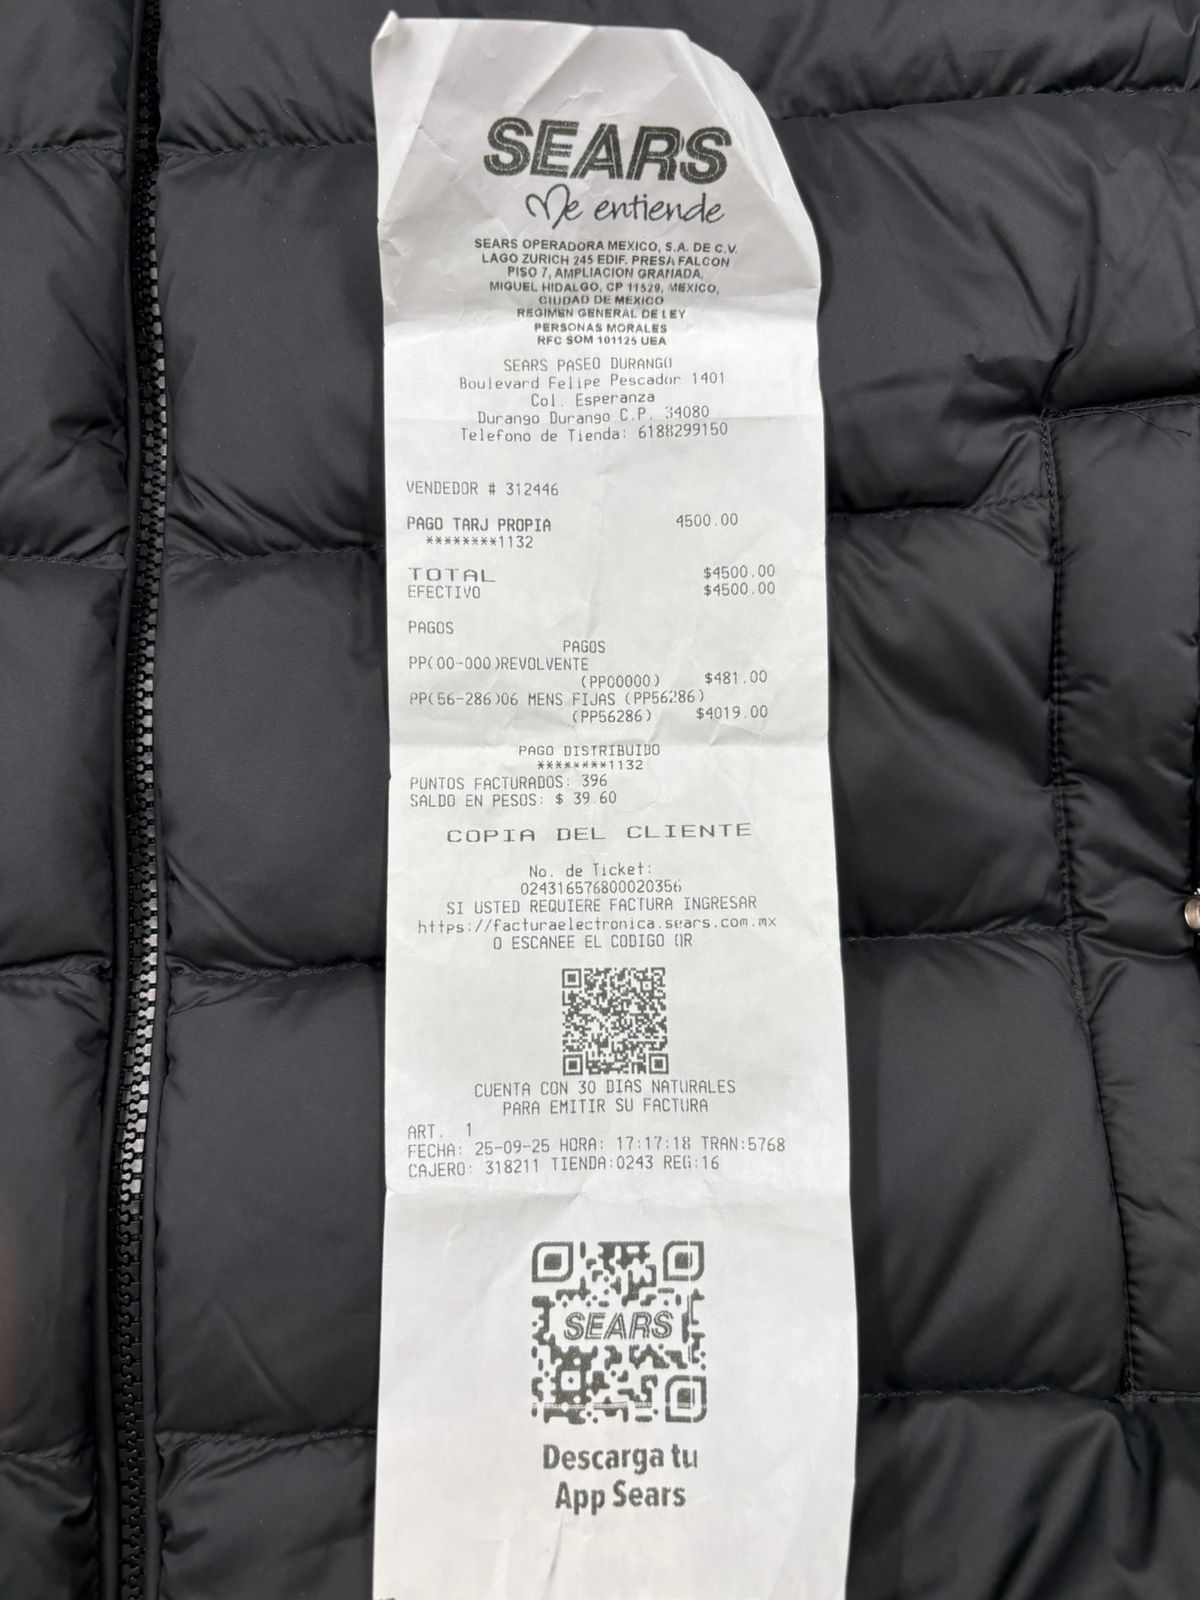 SEARS
Me entiende
SEARS OPERADORA MEXICO, S.A. DE C.V.
LAGO ZURICH 245 EDIF. PRESA FALCON
PISO 7, AMPLIACION GRANADA,
MIGUEL HIDALGO, CP 11529, MEXICO,
CIUDAD DE MEXICO
REGIMEN GENERAL DE LEY
PERSONAS MORALES
RFC SOM 101125 UEA
SEARS PASEO DURANGO
Boulevard Felipe Pescador 1401
Col. Esperanza
Durango Durango C.P. 34080
Telefono de Tienda: 6188299150
VENDEDOR # 312446
PAGO TARJ PROPIA 4500.00
********1132
TOTAL $4500.00
EFECTIVO $4500.00
PAGOS
PAGOS
PP(00-000)REVOLVENTE
(PP00000) $481.00
PP(56-286)06 MENS FIJAS (PP56286)
(PP56286) $4019.00
PAGO DISTRIBUIDO
********1132
PUNTOS FACTURADOS: 396
SALDO EN PESOS: $ 39.60
COPIA DEL CLIENTE
No. de Ticket:
024316576800020356
SI USTED REQUIERE FACTURA INGRESAR
https://facturaelectronica.sears.com.mx
O ESCANEE EL CODIGO QR
CUENTA CON 30 DIAS NATURALES
PARA EMITIR SU FACTURA
ART. 1
FECHA: 25-09-25 HORA: 17:17:18 TRAN:5768
CAJERO: 318211 TIENDA:0243 REG:16
SEARS
Descarga tu
App Sears